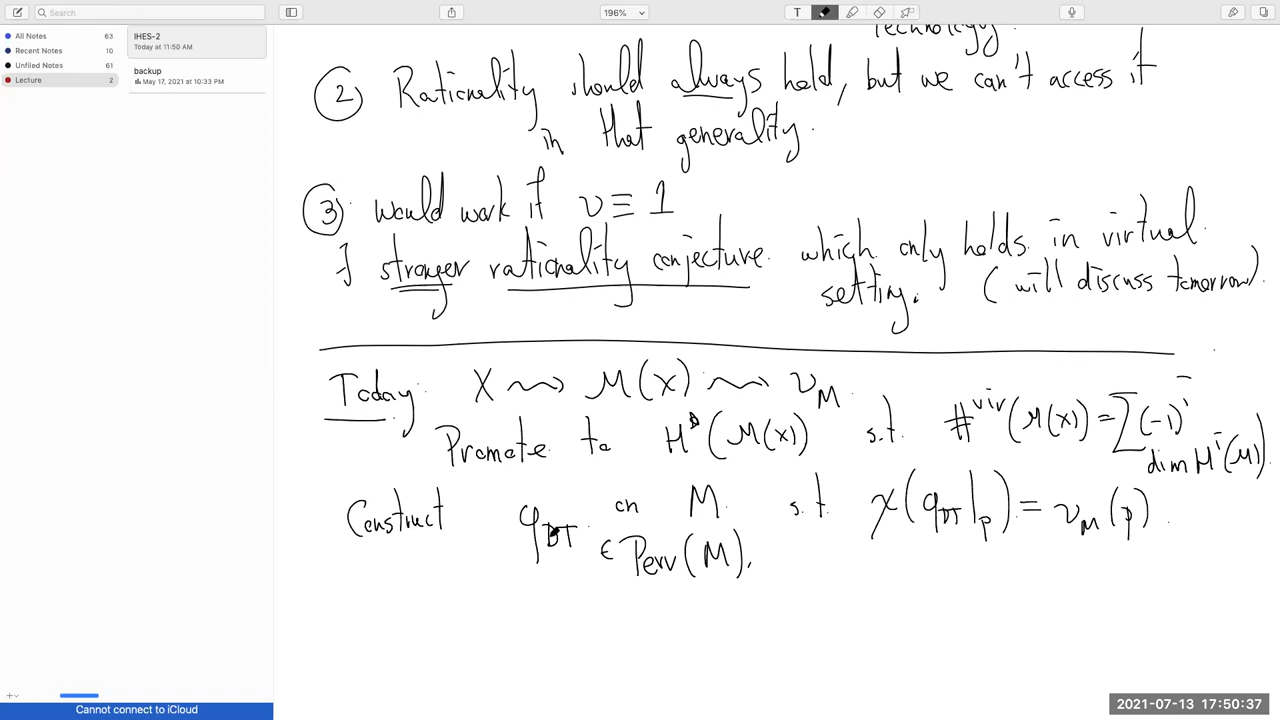 Search
196%
All Notes 63
Recent Notes 10
Unfiled Notes 61
Lecture 2
IHES-2
Today at 11:50 AM
backup
May 17, 2021 at 10:33 PM
technology.
② Rationality should always hold, but we can't access it
in that generality.
③ Would work if ν ≡ 1
∃ stronger rationality conjecture which only holds in virtual
setting. (will discuss tomorrow).
Today: X ⇝ M(X) ⇝ ν_M
Promote to H^•(M(X)) s.t. #^vir(M(X)) = Σ(-1)^i
dim H^i(M).
Construct φ_DT on M s.t. χ(φ_DT|_p) = ν_M(p).
∈ Perv(M).
Cannot connect to iCloud
2021-07-13 17:50:37